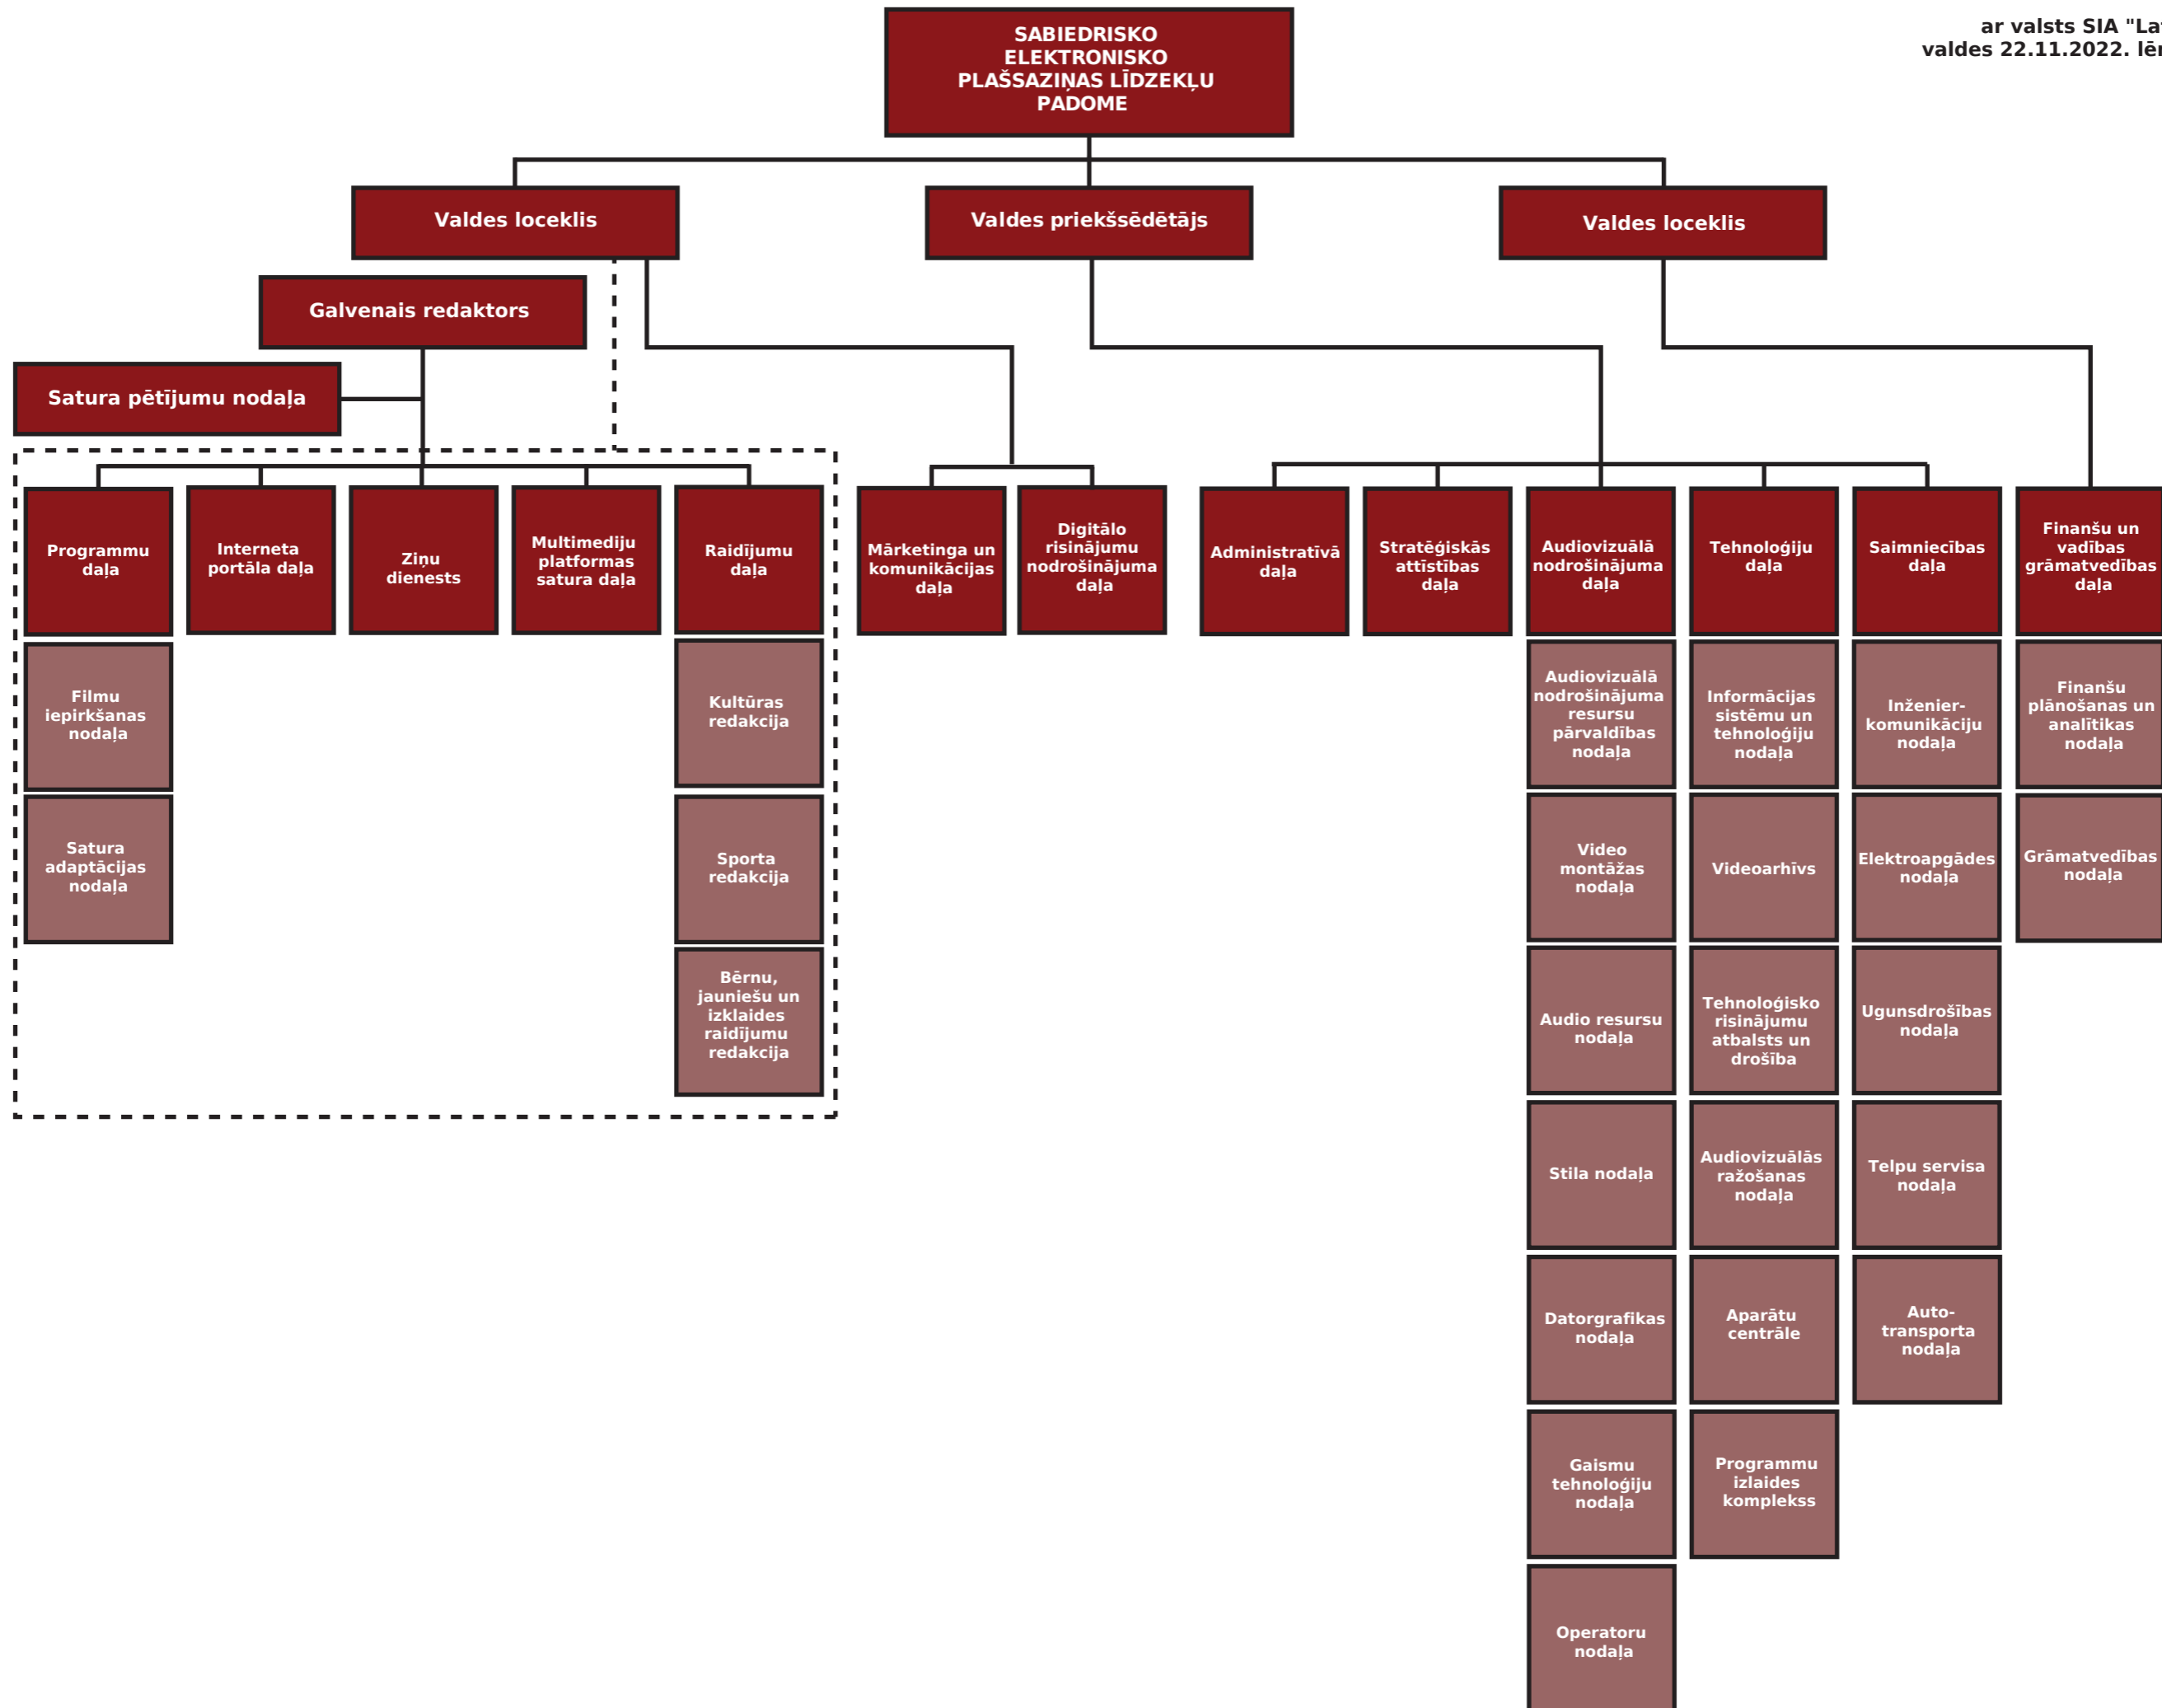 SABIEDRISKO
ELEKTRONISKO
PLAŠSAZIŅAS LĪDZEKĻU
PADOME
ar valsts SIA
valdes 22.11.2022.
Valdes loceklis
Valdes priekšsēdētājs
Valdes loceklis
Galvenais redaktors
Satura pētījumu nodaļa
Programmu
daļa
Interneta
portāla daļa
Ziņu
dienests
Multimediju
platformas
satura daļa
Raidījumu
daļa
Mārketinga un
komunikācijas
daļa
Digitālo
risinājumu
nodrošinājuma
daļa
Administratīvā
daļa
Stratēģiskās
attīstības
daļa
Audiovizuālā
nodrošinājuma
daļa
Tehnoloģiju
daļa
Saimniecības
daļa
Finanšu un
vadības
grāmatvedības
daļa
Filmu
iepirkšanas
nodaļa
Satura
adaptācijas
nodaļa
Kultūras
redakcija
Sporta
redakcija
Bērnu,
jauniešu un
izklaides
raidījumu
redakcija
Audiovizuālā
nodrošinājuma
resursu
pārvaldības
nodaļa
Video
montāžas
nodaļa
Audio resursu
nodaļa
Stila nodaļa
Datorgrafikas
nodaļa
Gaismu
tehnoloģiju
nodaļa
Operatoru
nodaļa
Informācijas
sistēmu un
tehnoloģiju
nodaļa
Videoarhīvs
Tehnoloģisko
risinājumu
atbalsts un
drošība
Audiovizuālās
ražošanas
nodaļa
Aparātu
centrāle
Programmu
izlaides
komplekss
Inženier-
komunikāciju
nodaļa
Elektroapgādes
nodaļa
Ugunsdrošības
nodaļa
Telpu servisa
nodaļa
Auto-
transporta
nodaļa
Finanšu
plānošanas un
analītikas
nodaļa
Grāmatvedības
nodaļa